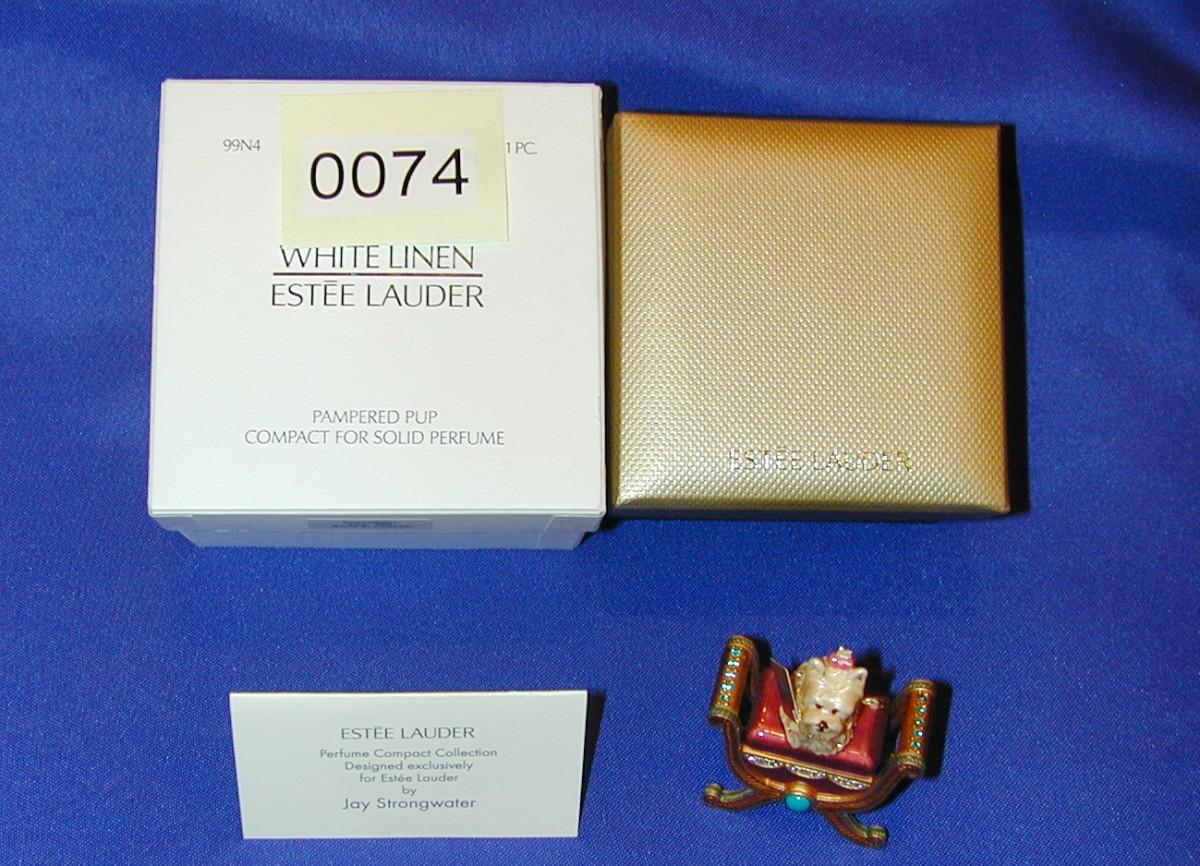 99N4
0074
1 PC.
WHITE LINEN
ESTĒE LAUDER
PAMPERED PUP
COMPACT FOR SOLID PERFUME
ESTĒE LAUDER
ESTĒE LAUDER
Perfume Compact Collection
Designed exclusively
for Estée Lauder
by
Jay Strongwater